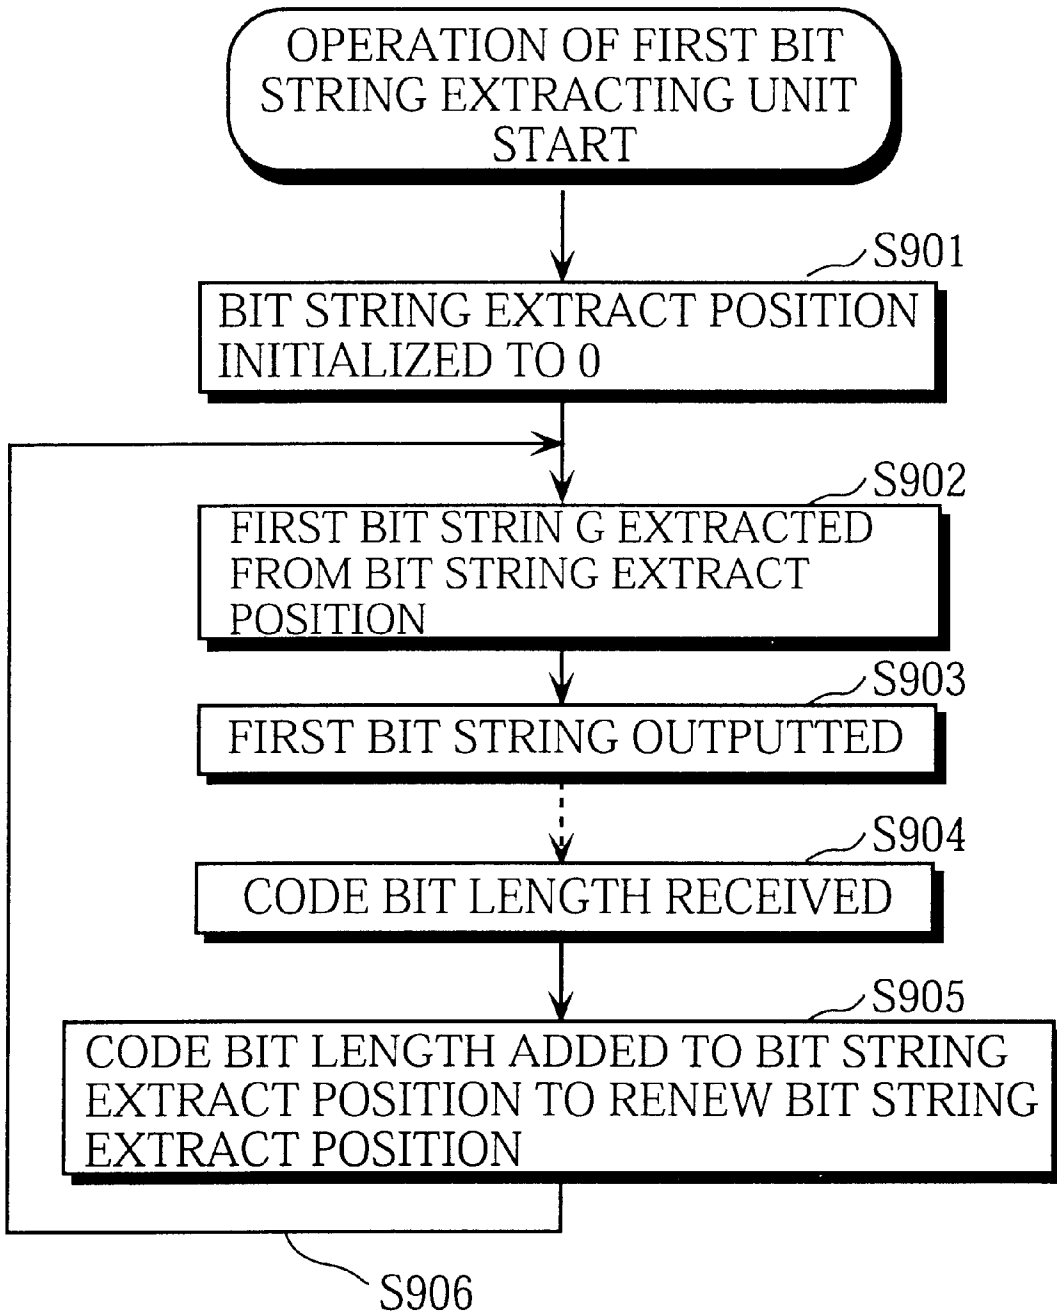 OPERATION OF FIRST BIT
STRING EXTRACTING UNIT
START
S901
BIT STRING EXTRACT POSITION
INITIALIZED TO 0
S902
FIRST BIT STRIN G EXTRACTED
FROM BIT STRING EXTRACT
POSITION
S903
FIRST BIT STRING OUTPUTTED
S904
CODE BIT LENGTH RECEIVED
S905
CODE BIT LENGTH ADDED TO BIT STRING
EXTRACT POSITION TO RENEW BIT STRING
EXTRACT POSITION
S906